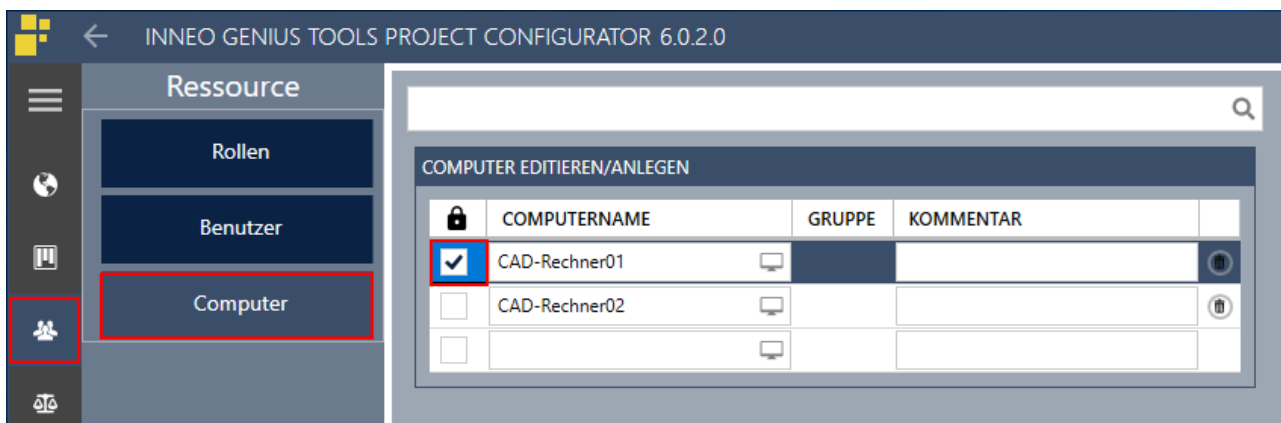 INNEO GENIUS TOOLS PROJECT CONFIGURATOR 6.0.2.0
Ressource
Rollen
Benutzer
Computer
COMPUTER EDITIEREN/ANLEGEN
COMPUTERNAME GRUPPE KOMMENTAR
CAD-Rechner01
CAD-Rechner02